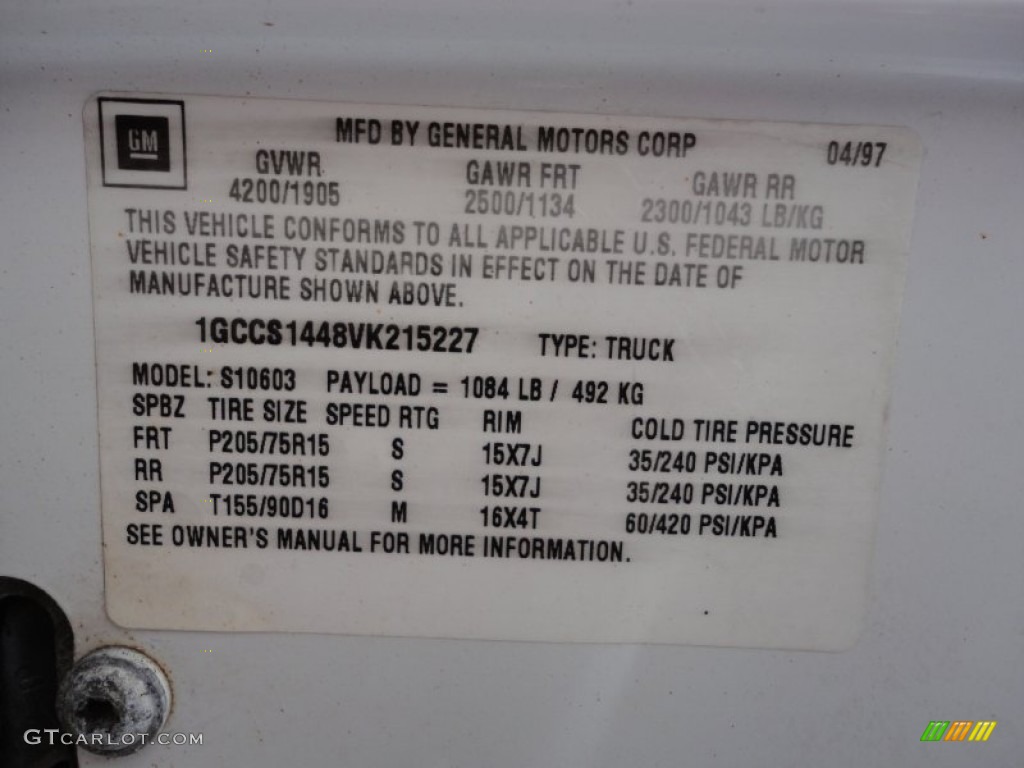 GM
MFD BY GENERAL MOTORS CORP 04/97
GVWR GAWR FRT GAWR RR
4200/1905 2500/1134 2300/1043 LB/KG
THIS VEHICLE CONFORMS TO ALL APPLICABLE U.S. FEDERAL MOTOR
VEHICLE SAFETY STANDARDS IN EFFECT ON THE DATE OF
MANUFACTURE SHOWN ABOVE.
1GCCS1448VK215227 TYPE: TRUCK
MODEL: S10603 PAYLOAD = 1084 LB / 492 KG
SPBZ TIRE SIZE SPEED RTG RIM COLD TIRE PRESSURE
FRT P205/75R15 S 15X7J 35/240 PSI/KPA
RR P205/75R15 S 15X7J 35/240 PSI/KPA
SPA T155/90D16 M 16X4T 60/420 PSI/KPA
SEE OWNER'S MANUAL FOR MORE INFORMATION.
GTCARLOT.COM